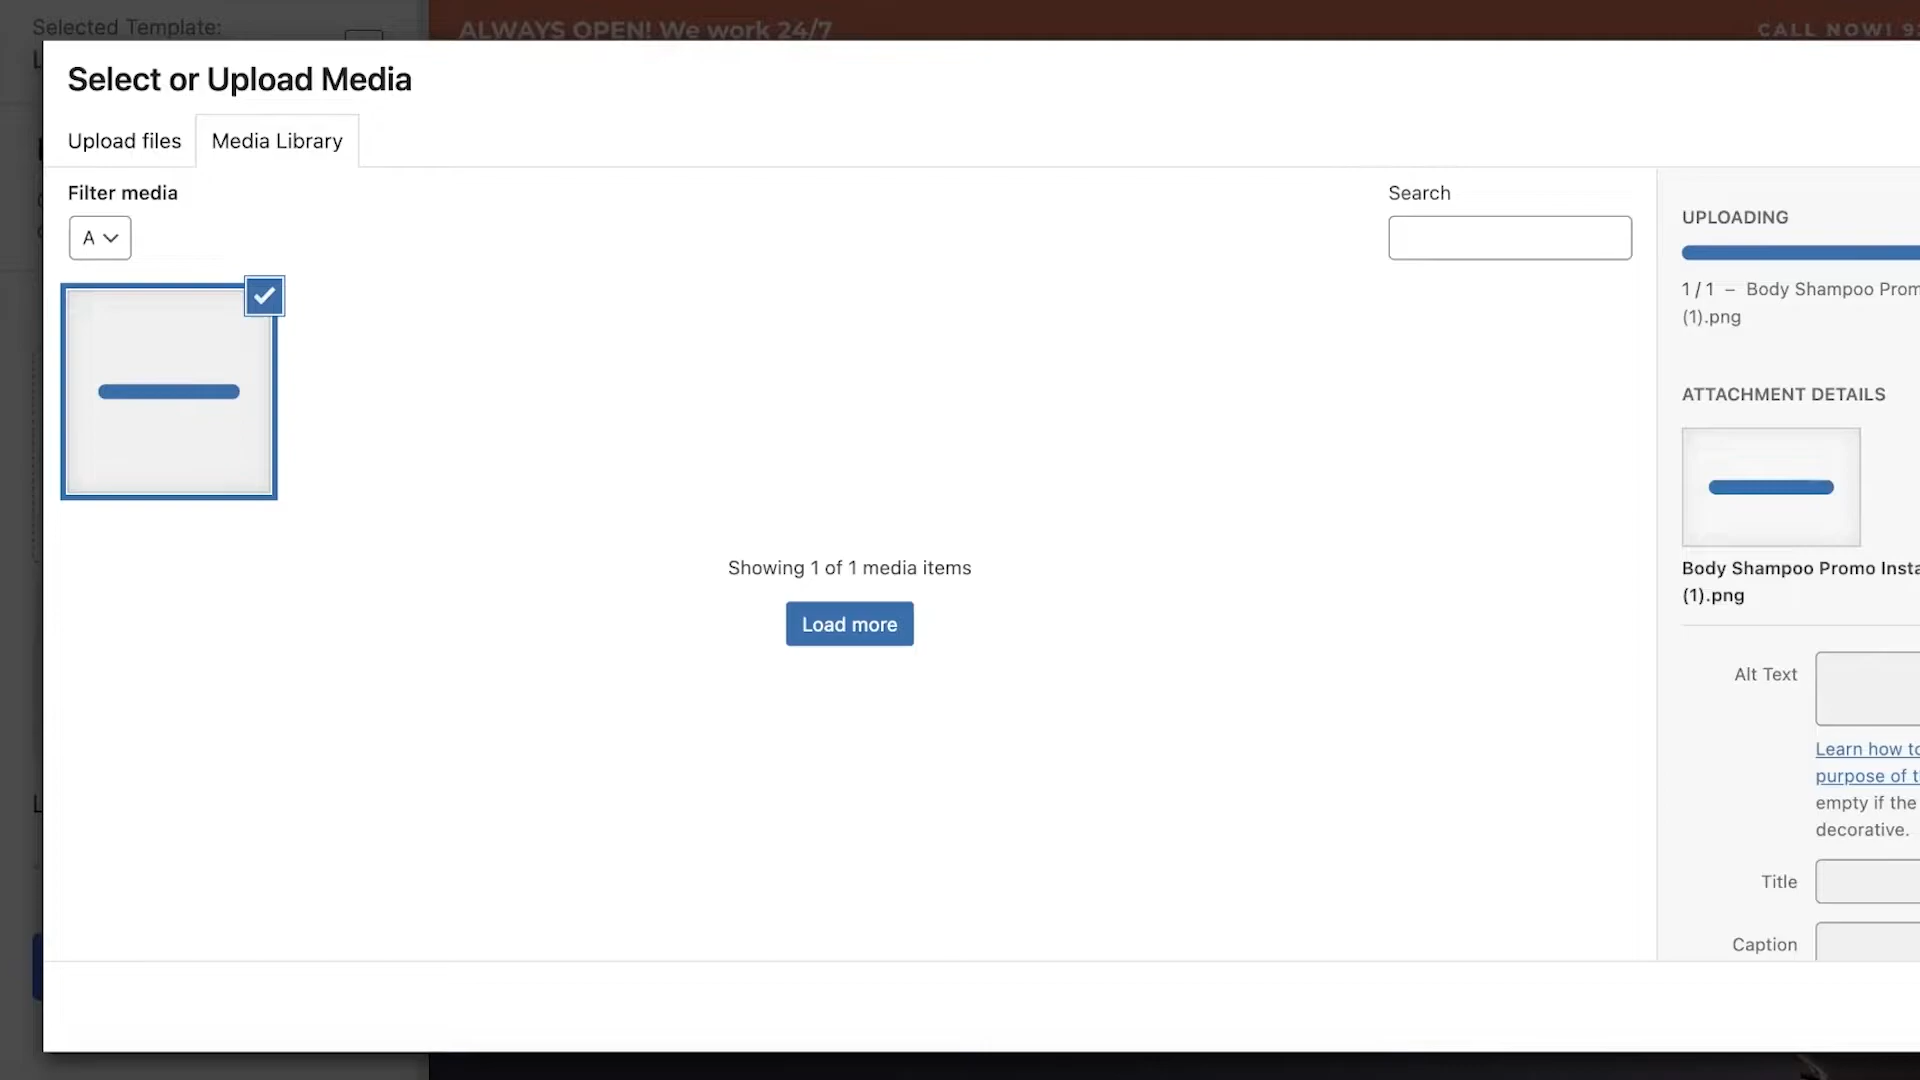 Selected Template:
ALWAYS OPEN! We work 24/7
CALL NOW!
Select or Upload Media
Upload files
Media Library
Filter media
A
Search
UPLOADING
1 / 1 – Body Shampoo Prom
(1).png
ATTACHMENT DETAILS
Body Shampoo Promo Insta
(1).png
Showing 1 of 1 media items
Load more
Alt Text
Learn how to
purpose of t
empty if the
decorative.
Title
Caption